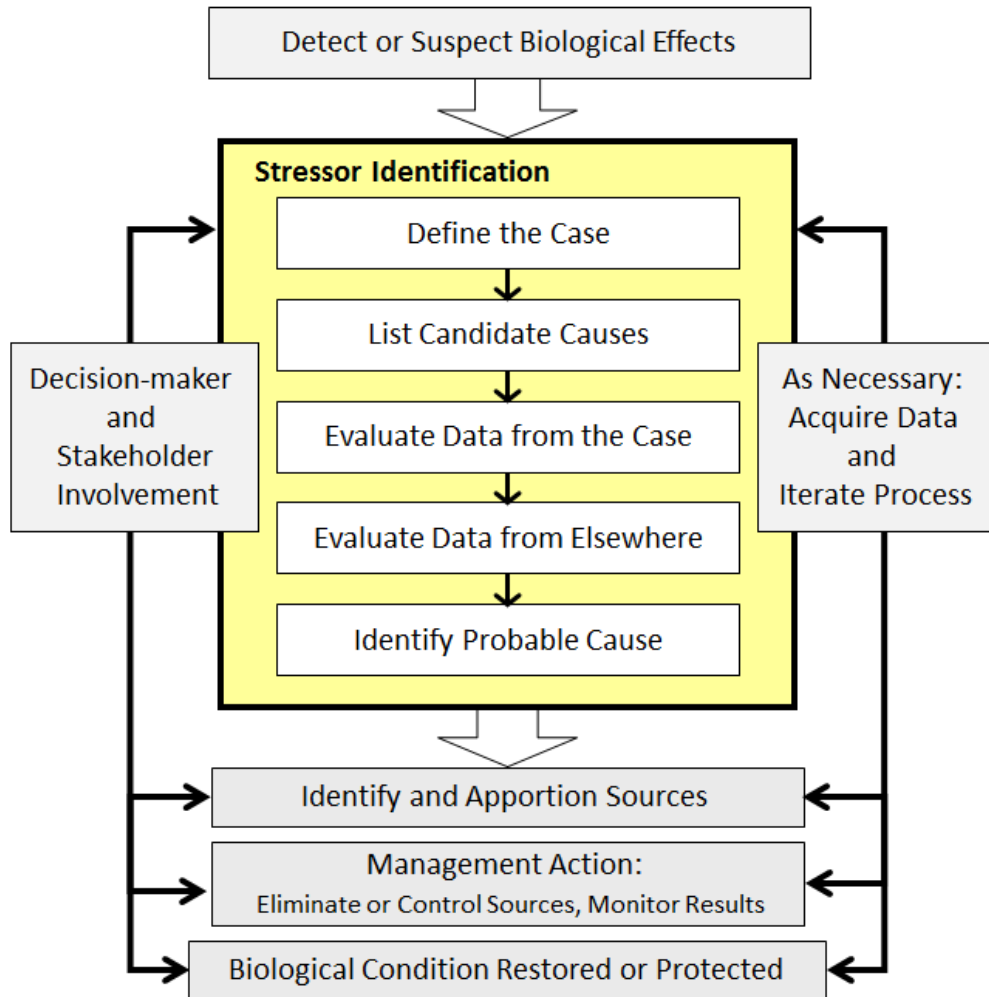 Detect or Suspect Biological Effects
Stressor Identification
Define the Case
List Candidate Causes
Evaluate Data from the Case
Evaluate Data from Elsewhere
Identify Probable Cause
Decision-maker
and
Stakeholder
Involvement
As Necessary:
Acquire Data
and
Iterate Process
Identify and Apportion Sources
Management Action:
Eliminate or Control Sources, Monitor Results
Biological Condition Restored or Protected